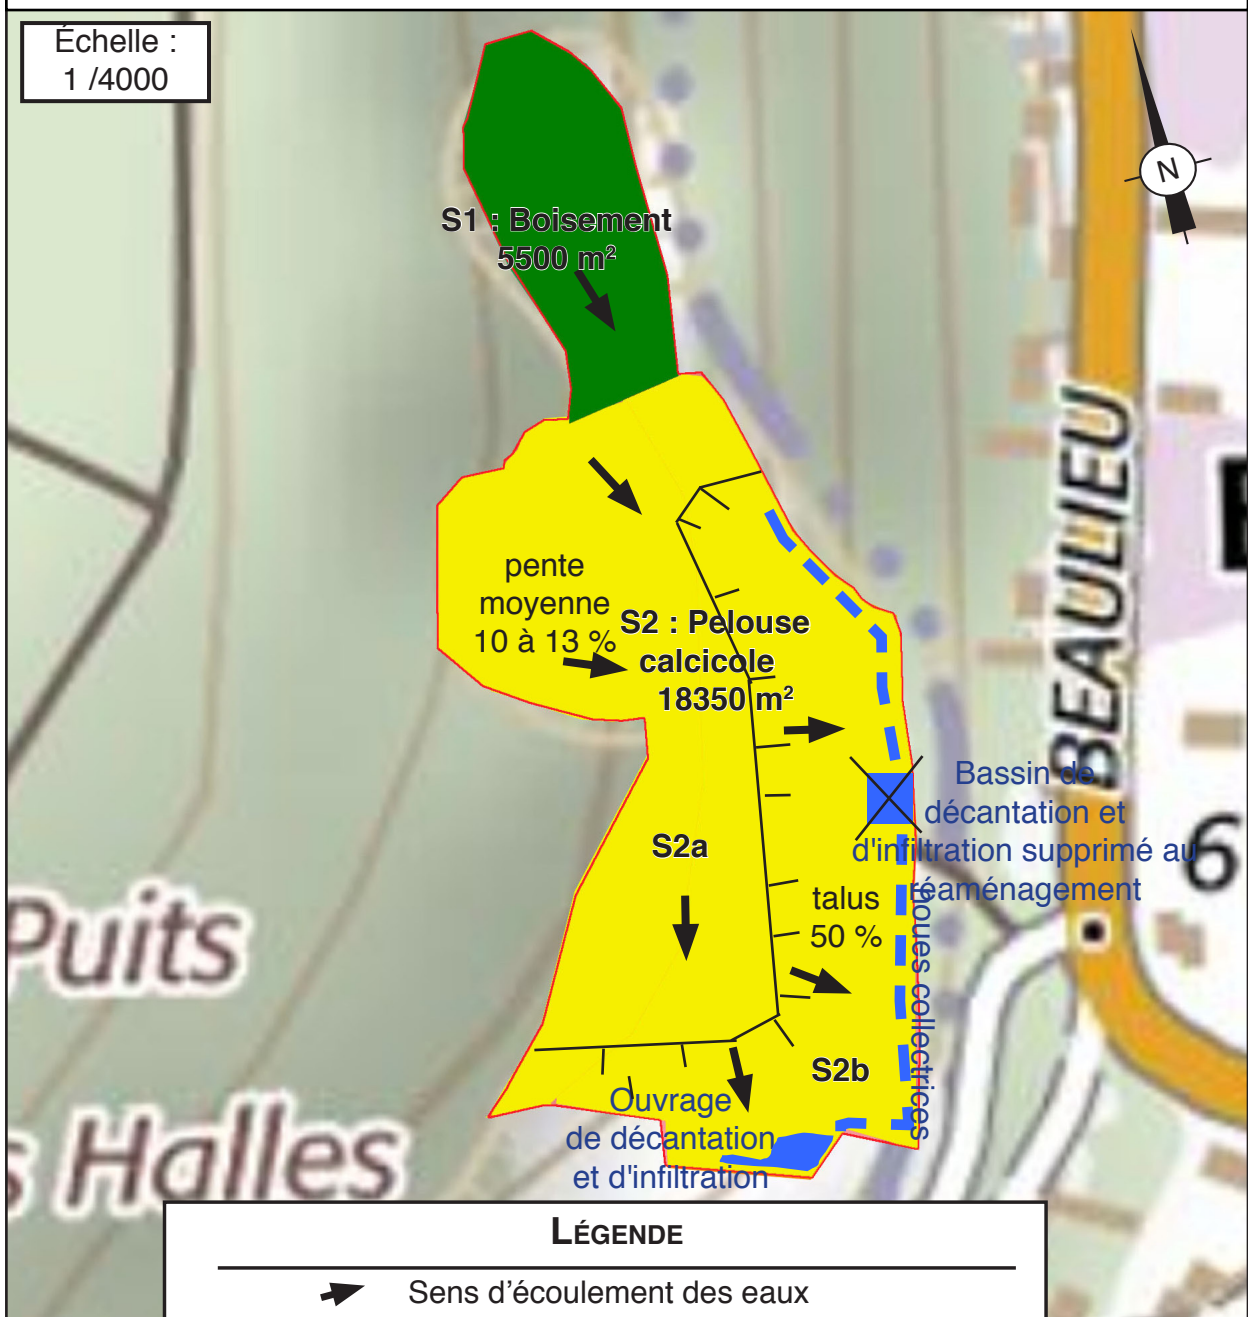 Échelle :
1 /4000
N
S1 : Boisement
5500 m²
pente
moyenne
10 à 13 %
S2 : Pelouse
calcicole
18350 m²
BEAULIEU
Bassin de
décantation et
d'infiltration supprimé au
réaménagement
6
S2a
talus
50 %
noues collectrices
Puits
S2b
s Halles
Ouvrage
de décantation
et d'infiltration
LÉGENDE
Sens d'écoulement des eaux